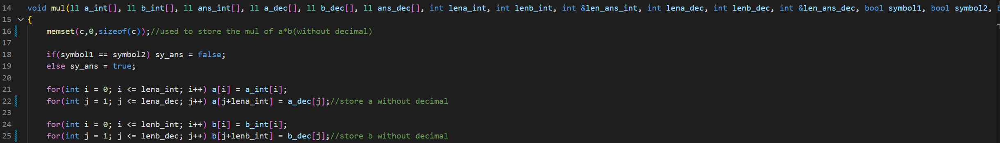 14 void mul(ll a_int[], ll b_int[], ll ans_int[], ll a_dec[], ll b_dec[], ll ans_dec[], int lena_int, int lenb_int, int &len_ans_int, int lena_dec, int lenb_dec, int &len_ans_dec, bool symbol1, bool symbol2, b
15 {
16 memset(c,0,sizeof(c));//used to store the mul of a*b(without decimal)
17
18 if(symbol1 == symbol2) sy_ans = false;
19 else sy_ans = true;
20
21 for(int i = 0; i <= lena_int; i++) a[i] = a_int[i];
22 for(int j = 1; j <= lena_dec; j++) a[j+lena_int] = a_dec[j];//store a without decimal
23
24 for(int i = 0; i <= lenb_int; i++) b[i] = b_int[i];
25 for(int j = 1; j <= lenb_dec; j++) b[j+lenb_int] = b_dec[j];//store b without decimal